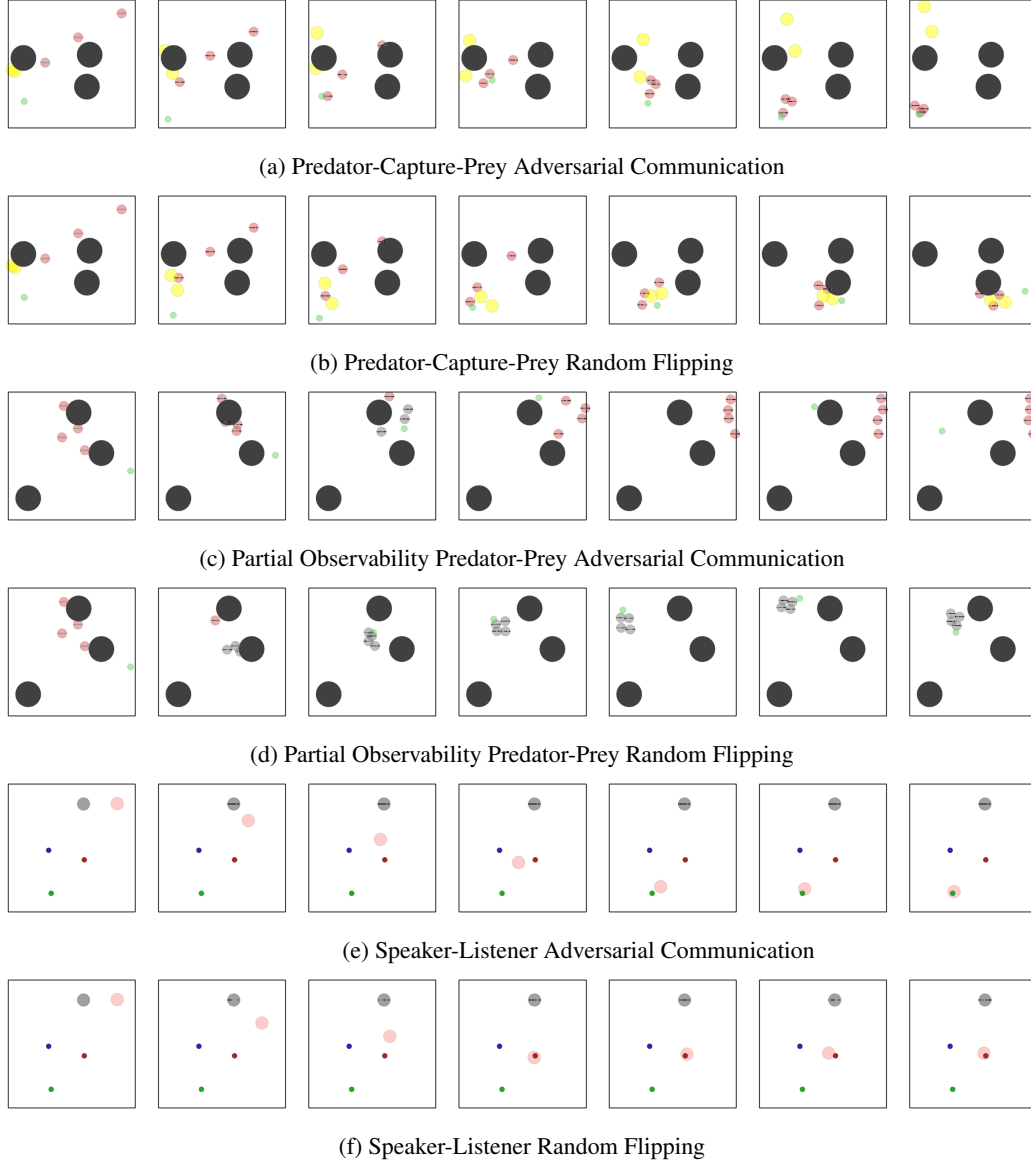 (a) Predator-Capture-Prey Adversarial Communication
(b) Predator-Capture-Prey Random Flipping
(c) Partial Observability Predator-Prey Adversarial Communication
(d) Partial Observability Predator-Prey Random Flipping
(e) Speaker-Listener Adversarial Communication
(f) Speaker-Listener Random Flipping